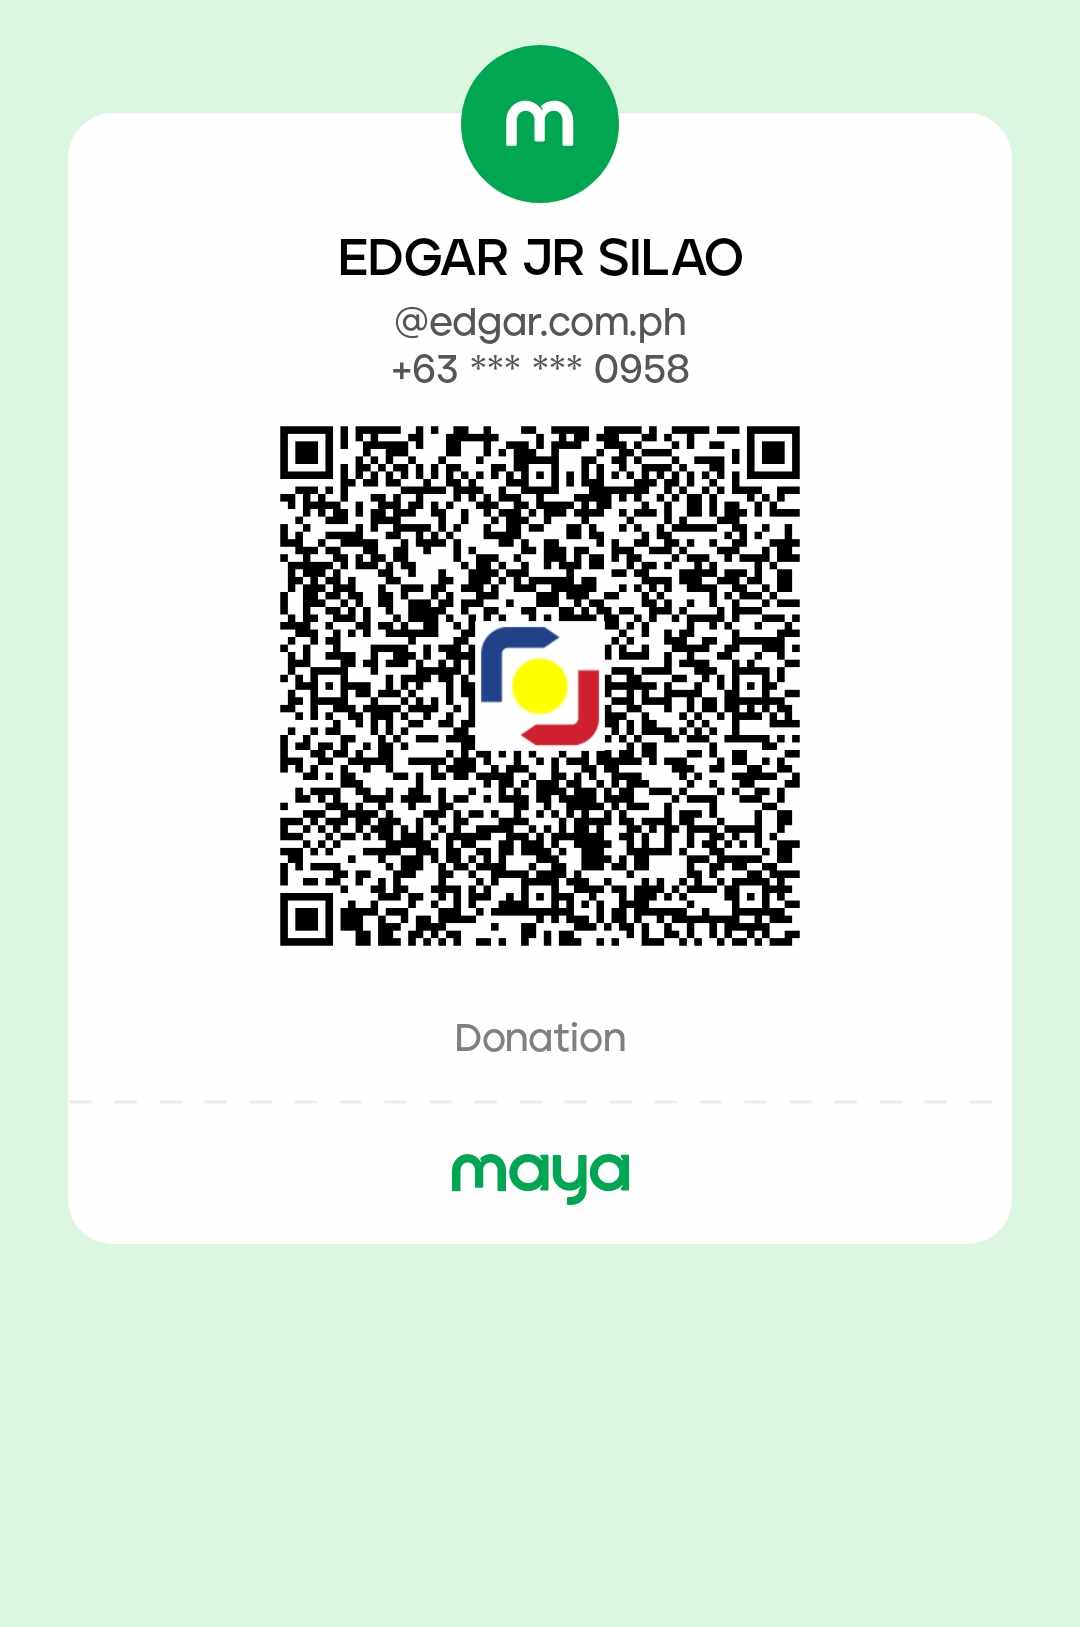 m
EDGAR JR SILAO
@edgar.com.ph
+63 *** *** 0958
Donation
maya